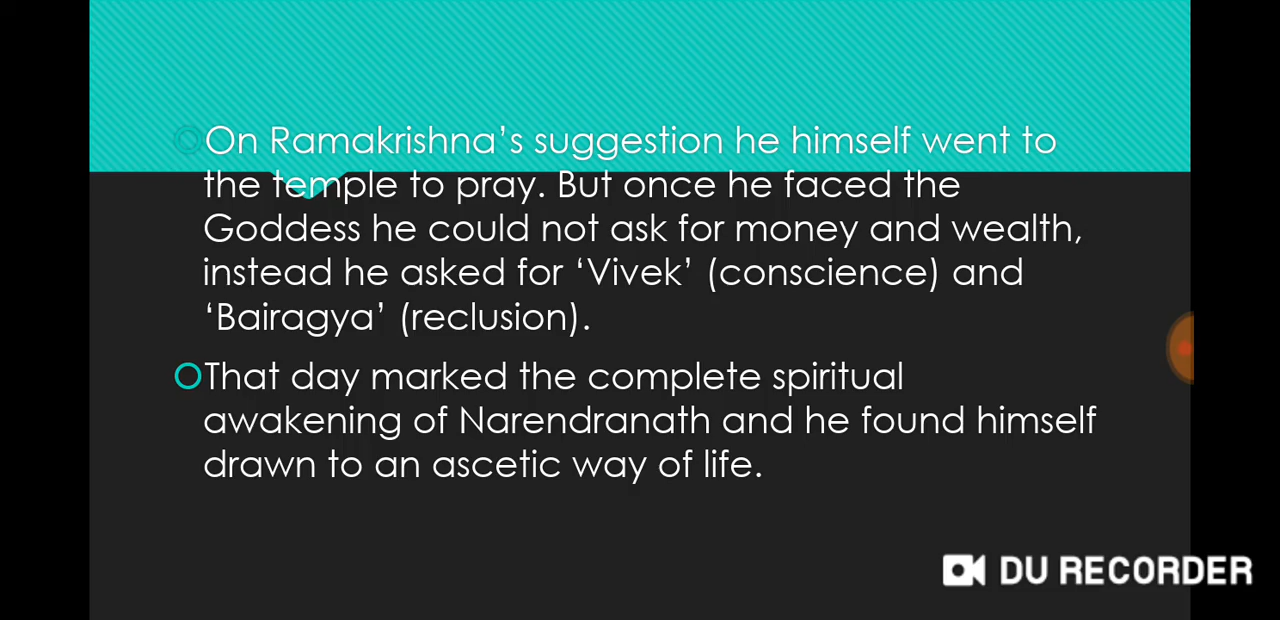 On Ramakrishna’s suggestion he himself went to
the temple to pray. But once he faced the
Goddess he could not ask for money and wealth,
instead he asked for ‘Vivek’ (conscience) and
‘Bairagya’ (reclusion).
That day marked the complete spiritual
awakening of Narendranath and he found himself
drawn to an ascetic way of life.
DU RECORDER